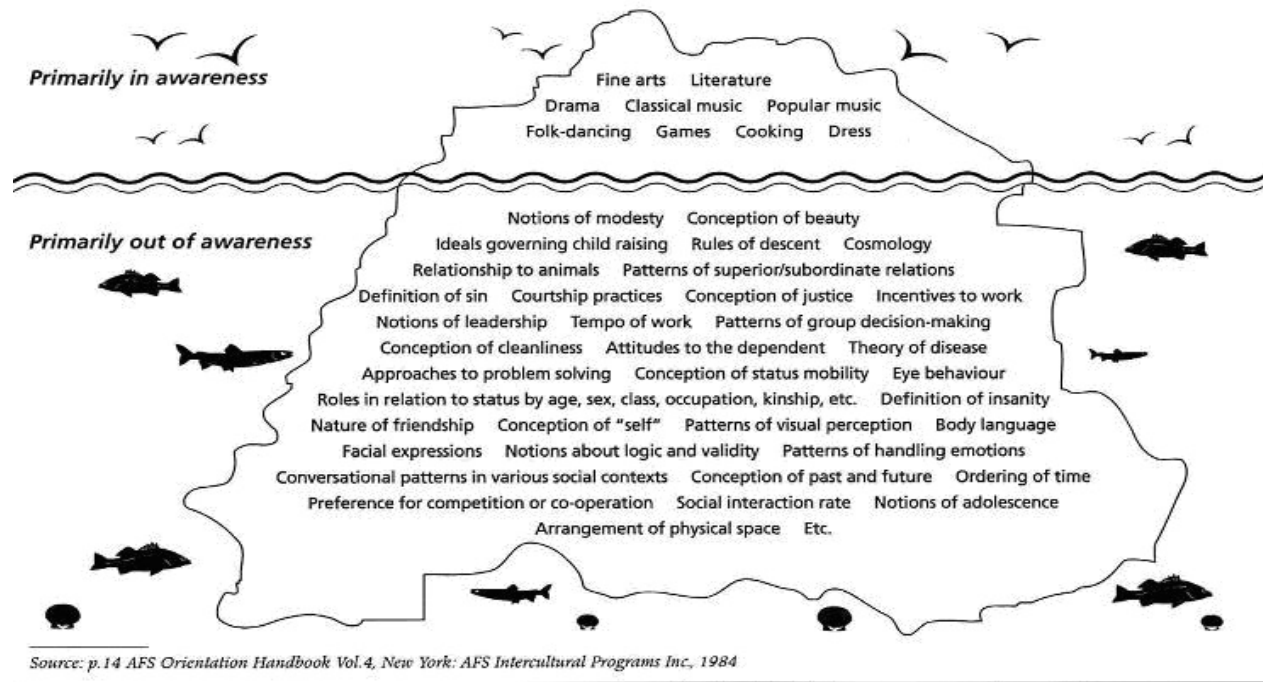 Primarily in awareness
Fine arts Literature
Drama Classical music Popular music
Folk-dancing Games Cooking Dress
Primarily out of awareness
Notions of modesty Conception of beauty
Ideals governing child raising Rules of descent Cosmology
Relationship to animals Patterns of superior/subordinate relations
Definition of sin Courtship practices Conception of justice Incentives to work
Notions of leadership Tempo of work Patterns of group decision-making
Conception of cleanliness Attitudes to the dependent Theory of disease
Approaches to problem solving Conception of status mobility Eye behaviour
Roles in relation to status by age, sex, class, occupation, kinship, etc. Definition of insanity
Nature of friendship Conception of "self" Patterns of visual perception Body language
Facial expressions Notions about logic and validity Patterns of handling emotions
Conversational patterns in various social contexts Conception of past and future Ordering of time
Preference for competition or co-operation Social interaction rate Notions of adolescence
Arrangement of physical space Etc.
Source: p.14 AFS Orientation Handbook Vol.4, New York: AFS Intercultural Programs Inc., 1984